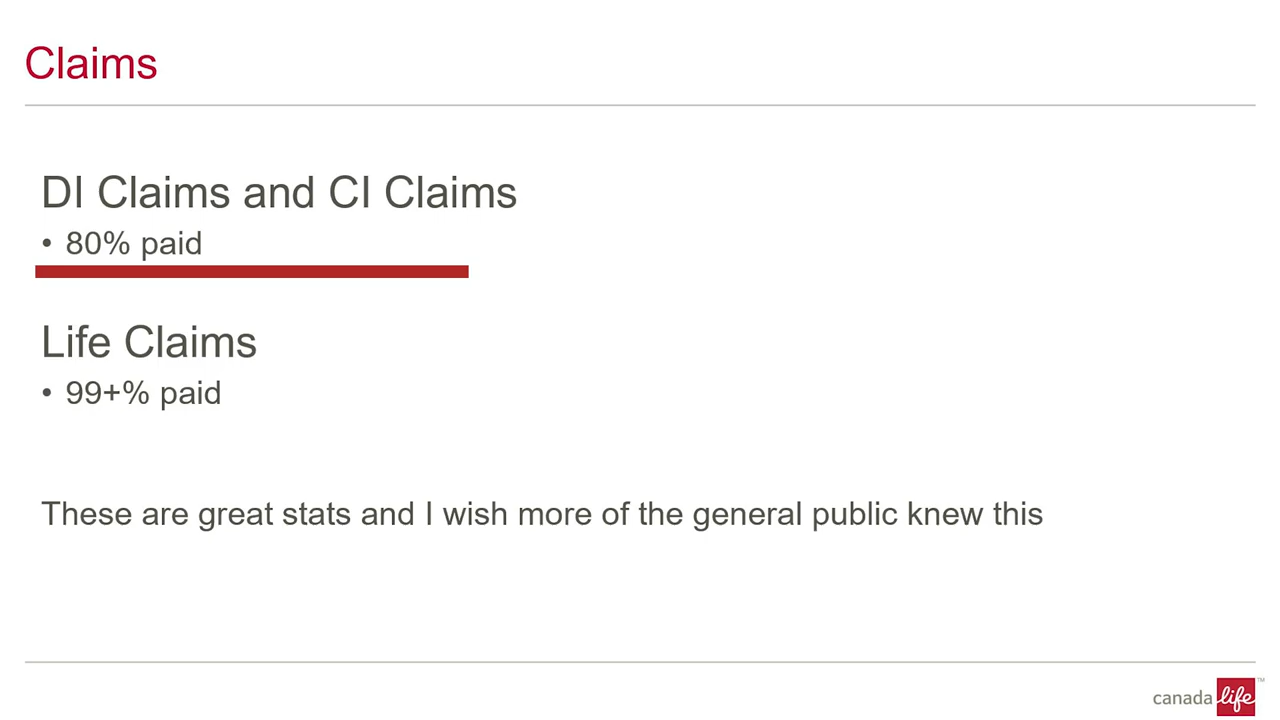 Claims
DI Claims and CI Claims
• 80% paid
Life Claims
• 99+% paid
These are great stats and I wish more of the general public knew this
canada life™